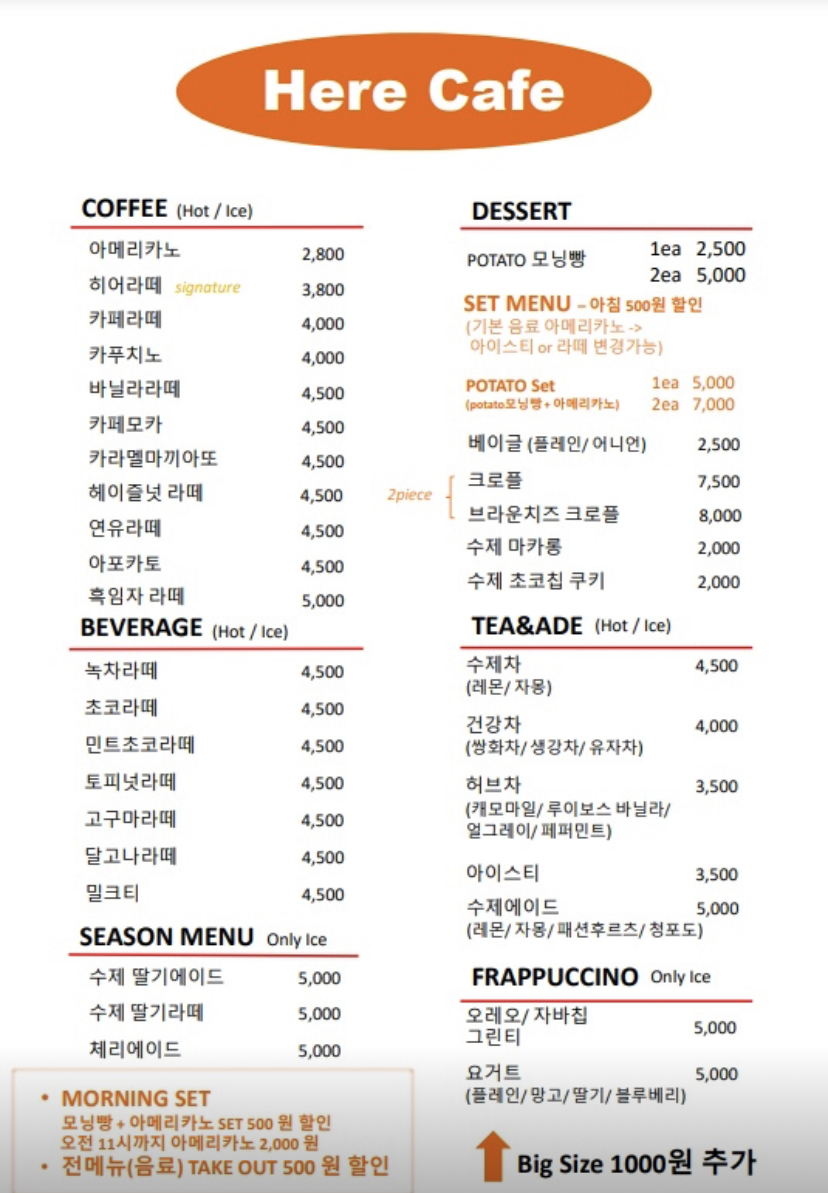 Here Cafe
COFFEE (Hot / Ice)
아메리카노 2,800
히어라떼 signature 3,800
카페라떼 4,000
카푸치노 4,000
바닐라라떼 4,500
카페모카 4,500
카라멜마끼아또 4,500
헤이즐넛 라떼 4,500
연유라떼 4,500
아포카토 4,500
흑임자 라떼 5,000
BEVERAGE (Hot / Ice)
녹차라떼 4,500
초코라떼 4,500
민트초코라떼 4,500
토피넛라떼 4,500
고구마라떼 4,500
달고나라떼 4,500
밀크티 4,500
SEASON MENU Only Ice
수제 딸기에이드 5,000
수제 딸기라떼 5,000
체리에이드 5,000
• MORNING SET
모닝빵 + 아메리카노 SET 500 원 할인
오전 11시까지 아메리카노 2,000 원
• 전메뉴(음료) TAKE OUT 500 원 할인
DESSERT
POTATO 모닝빵 1ea 2,500
2ea 5,000
SET MENU – 아침 500원 할인
(기본 음료 아메리카노 ->
아이스티 or 라떼 변경가능)
POTATO Set 1ea 5,000
(potato모닝빵 + 아메리카노) 2ea 7,000
베이글 (플레인/ 어니언) 2,500
2piece
크로플 7,500
브라운치즈 크로플 8,000
수제 마카롱 2,000
수제 초코칩 쿠키 2,000
TEA&ADE (Hot / Ice)
수제차 4,500
(레몬/ 자몽)
건강차 4,000
(쌍화차/ 생강차/ 유자차)
허브차 3,500
(캐모마일/ 루이보스 바닐라/
얼그레이/ 페퍼민트)
아이스티 3,500
수제에이드 5,000
(레몬/ 자몽/ 패션후르츠/ 청포도)
FRAPPUCCINO Only Ice
오레오/ 자바칩
그린티 5,000
요거트 5,000
(플레인/ 망고/ 딸기/ 블루베리)
Big Size 1000원 추가